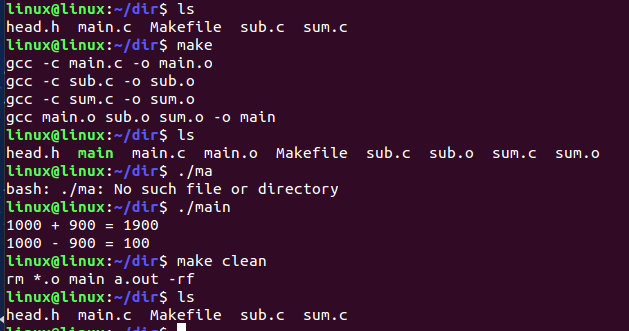 linux@linux:~/dir$ ls
head.h  main.c  Makefile  sub.c  sum.c
linux@linux:~/dir$ make
gcc -c main.c -o main.o
gcc -c sub.c -o sub.o
gcc -c sum.c -o sum.o
gcc main.o sub.o sum.o -o main
linux@linux:~/dir$ ls
head.h  main  main.c  main.o  Makefile  sub.c  sub.o  sum.c  sum.o
linux@linux:~/dir$ ./ma
bash: ./ma: No such file or directory
linux@linux:~/dir$ ./main
1000 + 900 = 1900
1000 - 900 = 100
linux@linux:~/dir$ make clean
rm *.o main a.out -rf
linux@linux:~/dir$ ls
head.h  main.c  Makefile  sub.c  sum.c
linux@linux:~/dir$